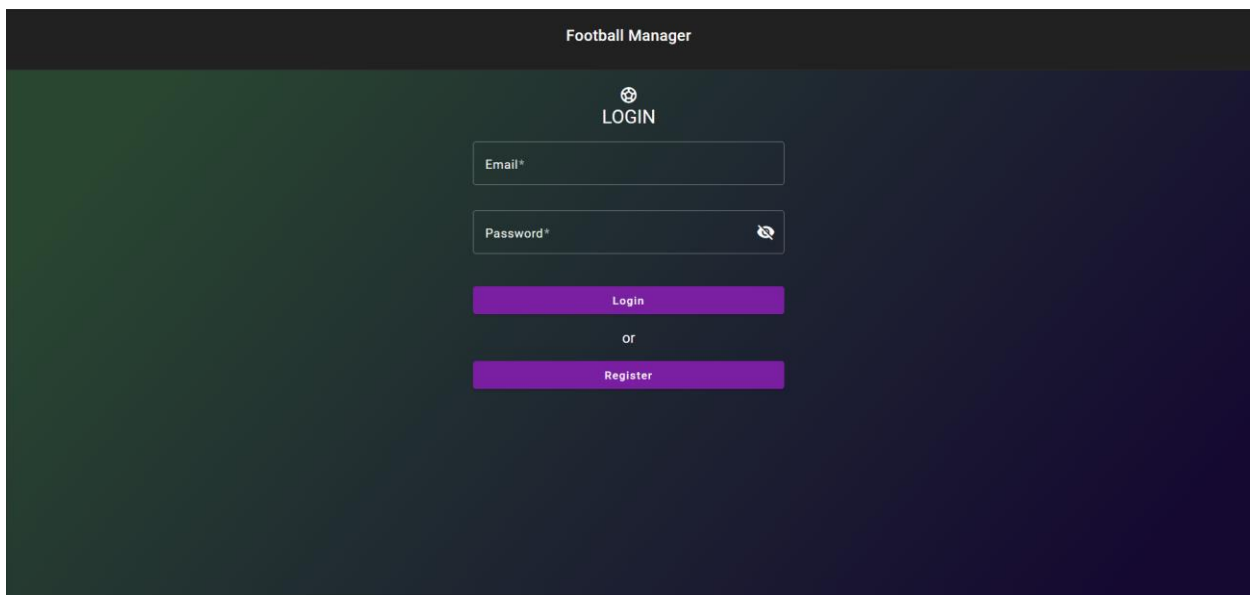 Football Manager
LOGIN
Email*
Password*
Login
or
Register